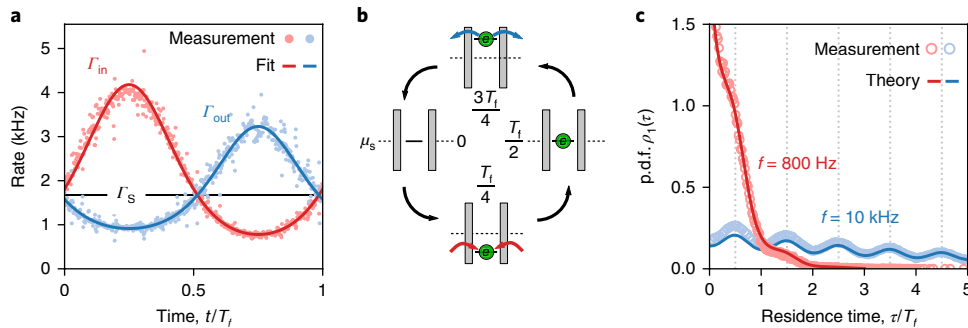 a
Rate (kHz)
5
4
3
2
1
0
Measurement
Fit
Γin
Γout
ΓS
0
0.5
1
Time, t/Tf
b
e
3Tf
4
μs
0
Tf
2
e
Tf
4
e
c
p.d.f. ρ1(τ)
1.5
1.0
0.5
0.0
Measurement
Theory
f = 800 Hz
f = 10 kHz
0
1
2
3
4
5
Residence time, τ/Tf